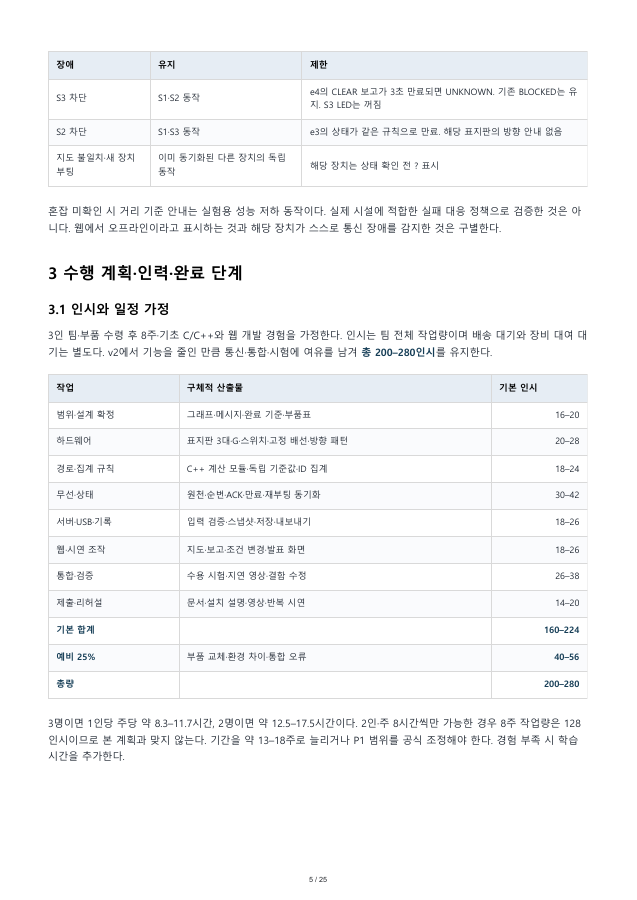 장애 유지 제한
S3 차단 S1·S2 동작 e4의 CLEAR 보고가 3초 만료되면 UNKNOWN. 기존 BLOCKED는 유
지. S3 LED는 꺼짐
S2 차단 S1·S3 동작 e3의 상태가 같은 규칙으로 만료. 해당 표지판의 방향 안내 없음
지도 불일치·새 장치 이미 동기화된 다른 장치의 독립 해당 장치는 상태 확인 전 ? 표시
부팅 동작
혼잡 미확인 시 거리 기준 안내는 실험용 성능 저하 동작이다. 실제 시설에 적합한 실패 대응 정책으로 검증한 것은 아
니다. 웹에서 오프라인이라고 표시하는 것과 해당 장치가 스스로 통신 장애를 감지한 것은 구별한다.
3 수행 계획·인력·완료 단계
3.1 인시와 일정 가정
3인 팀·부품 수령 후 8주·기초 C/C++와 웹 개발 경험을 가정한다. 인시는 팀 전체 작업량이며 배송 대기와 장비 대여 대
기는 별도다. v2에서 기능을 줄인 만큼 통신·통합·시험에 여유를 남겨 총 200–280인시를 유지한다.
작업 구체적 산출물 기본 인시
범위·설계 확정 그래프·메시지·완료 기준·부품표 16–20
하드웨어 표지판 3대·G·스위치·고정 배선·방향 패턴 20–28
경로·집계 규칙 C++ 계산 모듈·독립 기준값·ID 집계 18–24
무선·상태 원천·순번·ACK·만료·재부팅 동기화 30–42
서버·USB·기록 입력 검증·스냅샷·저장·내보내기 18–26
웹·시연 조작 지도·보고·조건 변경·발표 화면 18–26
통합·검증 수용 시험·지연 영상·결함 수정 26–38
제출·리허설 문서·설치 설명·영상·반복 시연 14–20
기본 합계 160–224
예비 25% 부품 교체·환경 차이·통합 오류 40–56
총량 200–280
3명이면 1인당 주당 약 8.3–11.7시간, 2명이면 약 12.5–17.5시간이다. 2인·주 8시간씩만 가능한 경우 8주 작업량은 128
인시이므로 본 계획과 맞지 않는다. 기간을 약 13–18주로 늘리거나 P1 범위를 공식 조정해야 한다. 경험 부족 시 학습
시간을 추가한다.
5 / 25